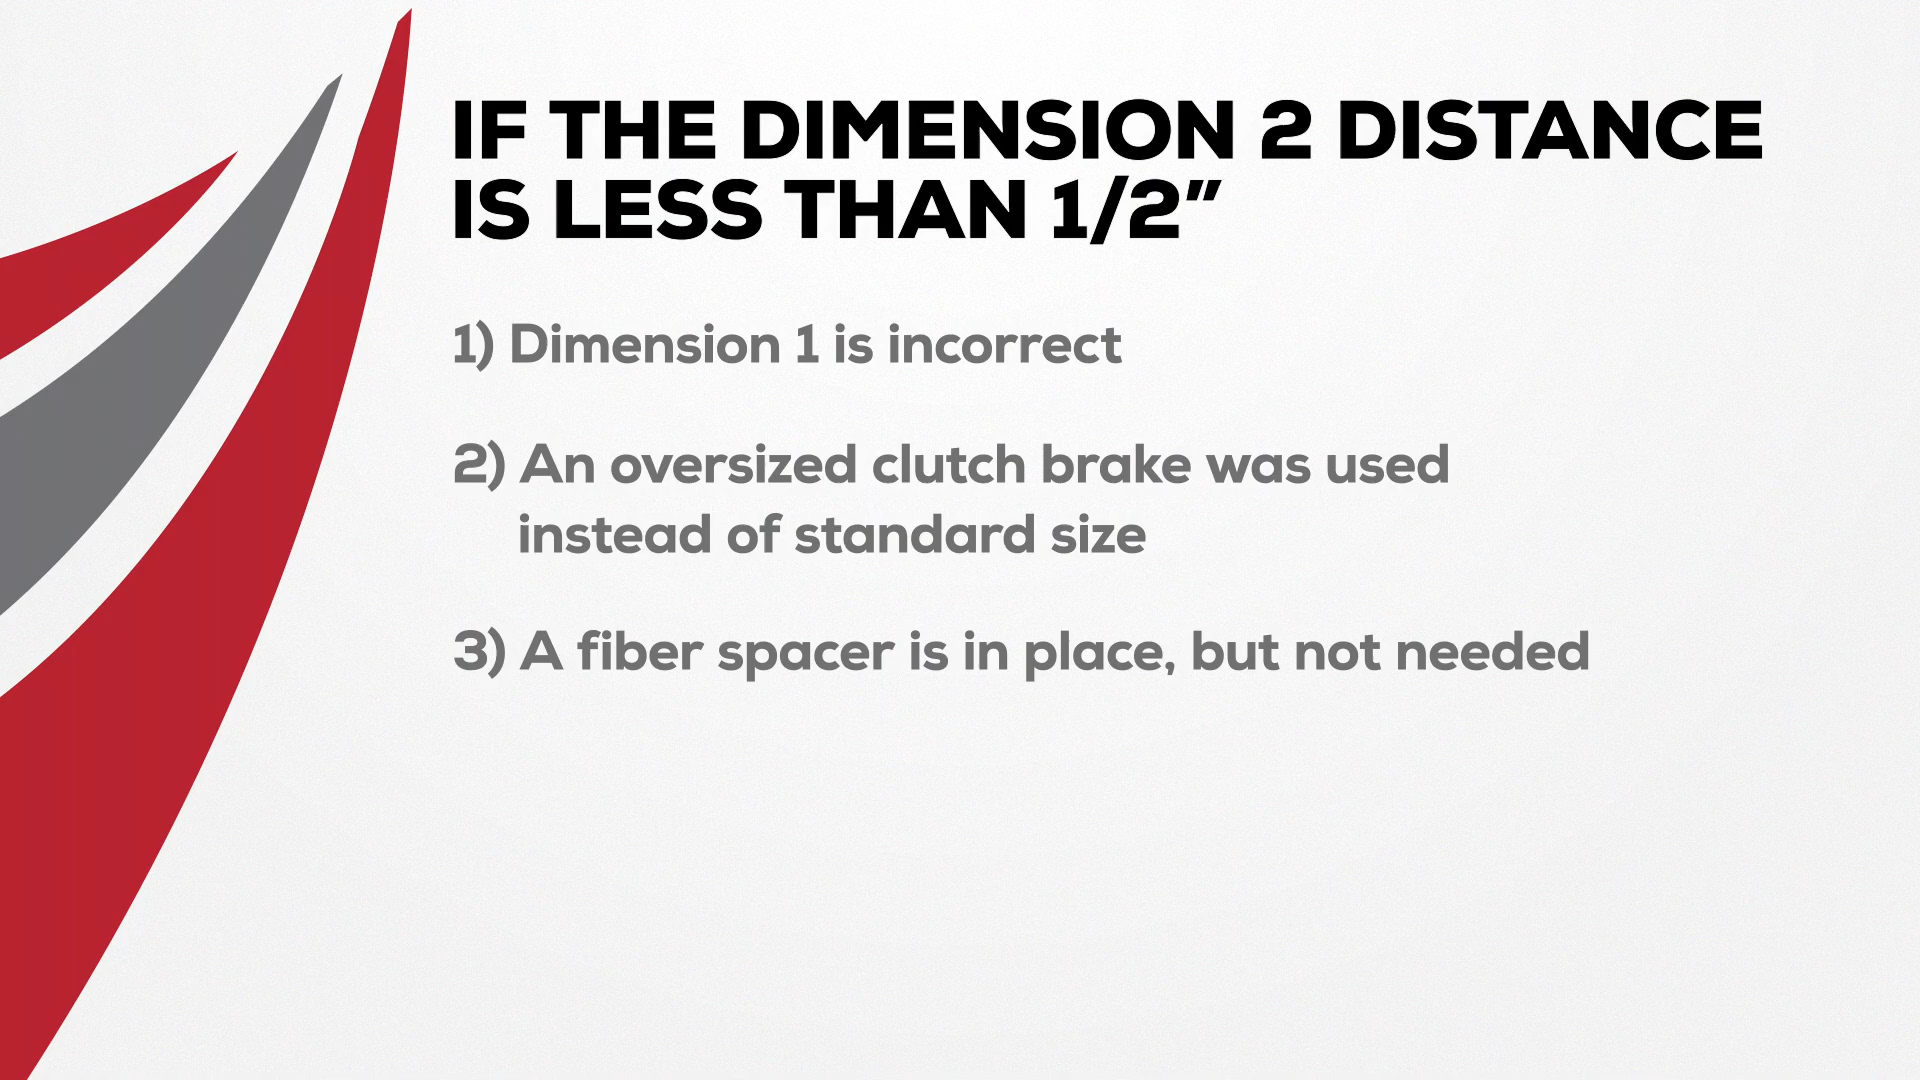 IF THE DIMENSION 2 DISTANCE
IS LESS THAN 1/2”
1) Dimension 1 is incorrect
2) An oversized clutch brake was used
instead of standard size
3) A fiber spacer is in place, but not needed